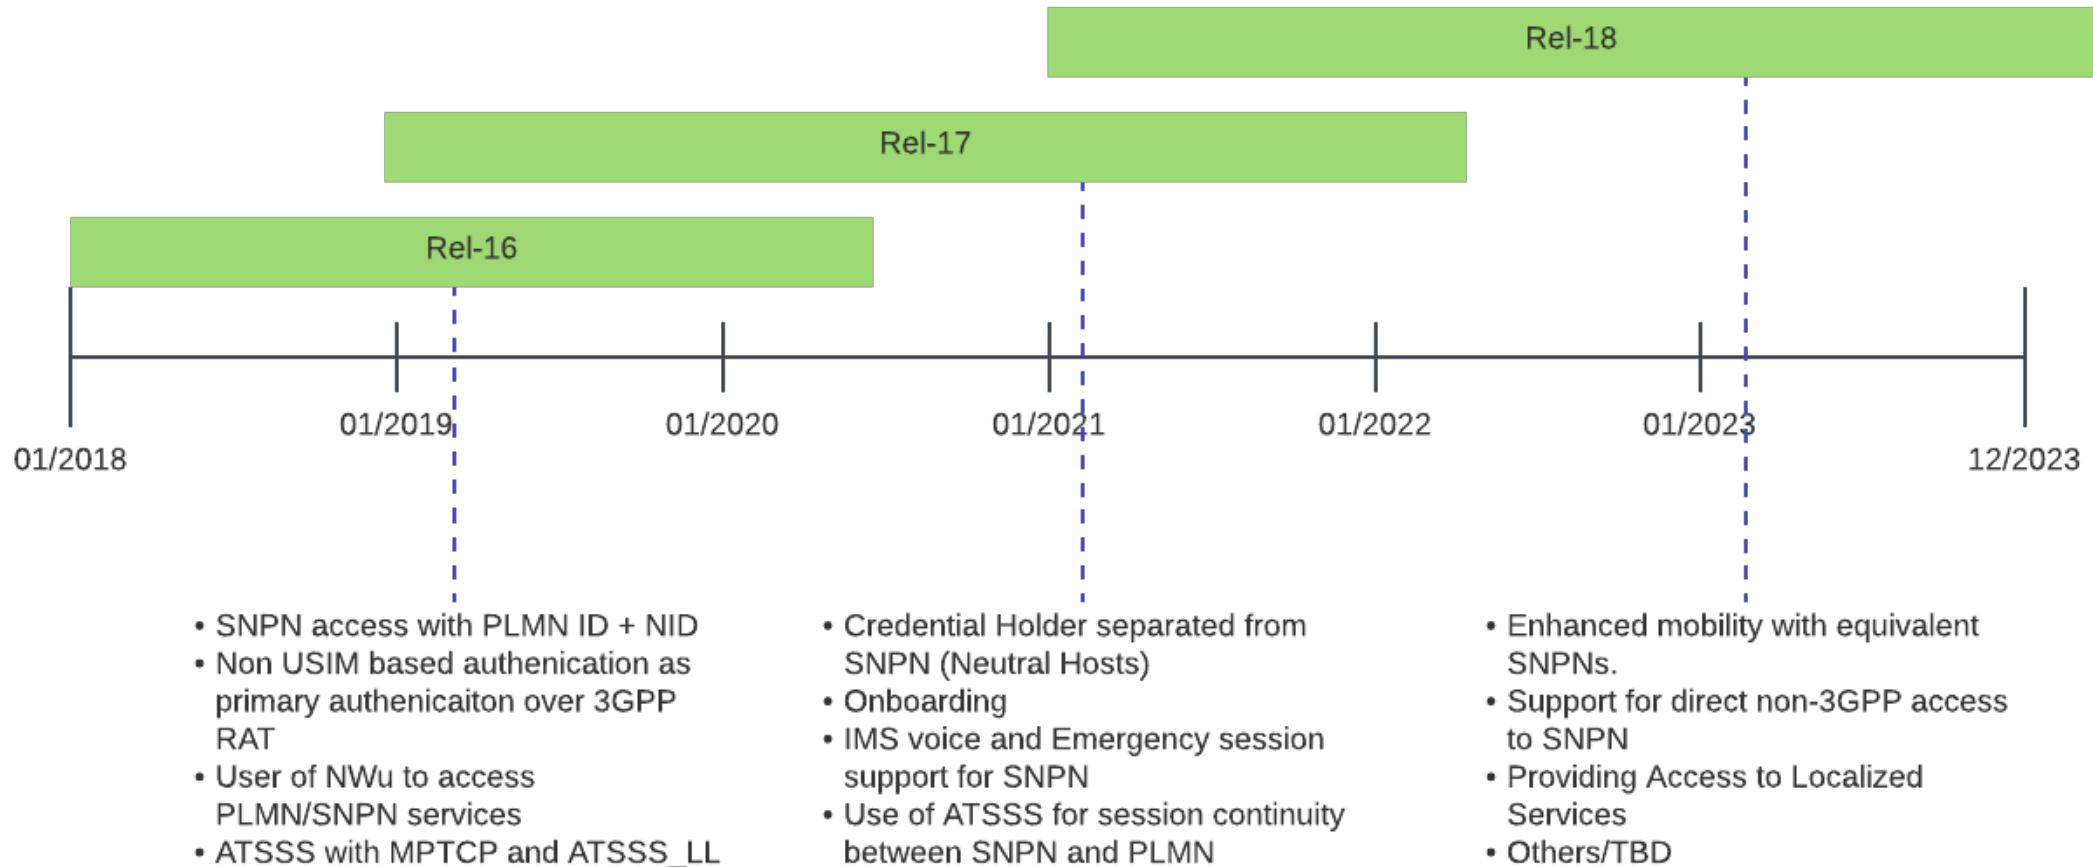 Rel-18
Rel-17
Rel-16
01/2019
01/2020
01/2021
01/2022
01/2023
01/2018
12/2023
• SNPN access with PLMN ID + NID
• Non USIM based authenication as
primary authenicaiton over 3GPP
RAT
• User of NWu to access
PLMN/SNPN services
• ATSSS with MPTCP and ATSSS_LL
• Credential Holder separated from
SNPN (Neutral Hosts)
• Onboarding
• IMS voice and Emergency session
support for SNPN
• Use of ATSSS for session continuity
between SNPN and PLMN
• Enhanced mobility with equivalent
SNPNs.
• Support for direct non-3GPP access
to SNPN
• Providing Access to Localized
Services
• Others/TBD